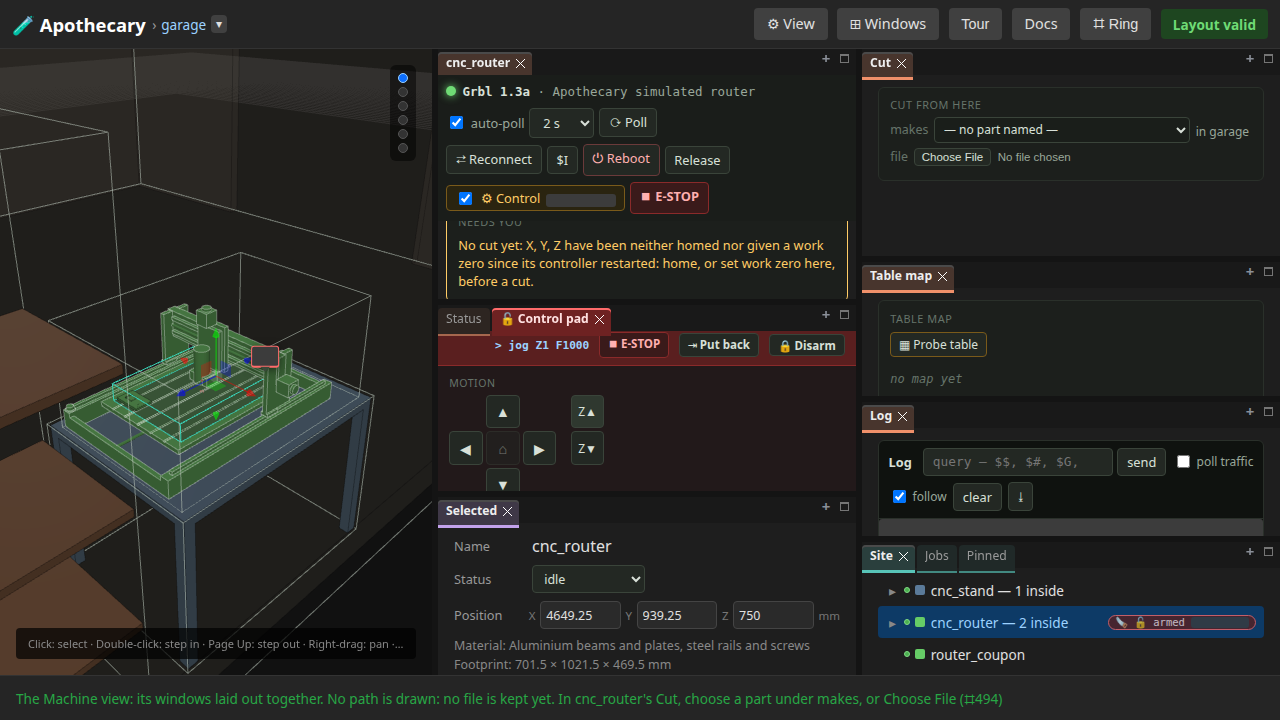 Apothecary › garage ▾
⚙ View
⊞ Windows
Tour
Docs
⌗ Ring
Layout valid
Click: select · Double-click: step in · Page Up: step out · Right-drag: pan ·...
cnc_router
Grbl 1.3a · Apothecary simulated router
auto-poll 2 s ⟳ Poll
⇄ Reconnect $I ⏻ Reboot Release
⚙ Control ■ E-STOP
NEEDS YOU
No cut yet: X, Y, Z have been neither homed nor given a work
zero since its controller restarted: home, or set work zero here,
before a cut.
Status 🔓 Control pad
> jog Z1 F1000 ■ E-STOP ⇥ Put back 🔒 Disarm
MOTION
▲ Z▲
◀ ⌂ ▶ Z▼
▼
Selected
Name cnc_router
Status idle
Position X 4649.25 Y 939.25 Z 750 mm
Material: Aluminium beams and plates, steel rails and screws
Footprint: 701.5 × 1021.5 × 469.5 mm
Cut
CUT FROM HERE
makes — no part named — in garage
file Choose File No file chosen
Table map
TABLE MAP
▦ Probe table
no map yet
Log
Log query — $$, $#, $G, send poll traffic
follow clear ⭳
Site Jobs Pinned
▸ cnc_stand — 1 inside
▸ cnc_router — 2 inside 🔓 armed
router_coupon
The Machine view: its windows laid out together. No path is drawn: no file is kept yet. In cnc_router's Cut, choose a part under makes, or Choose File (⌗494)